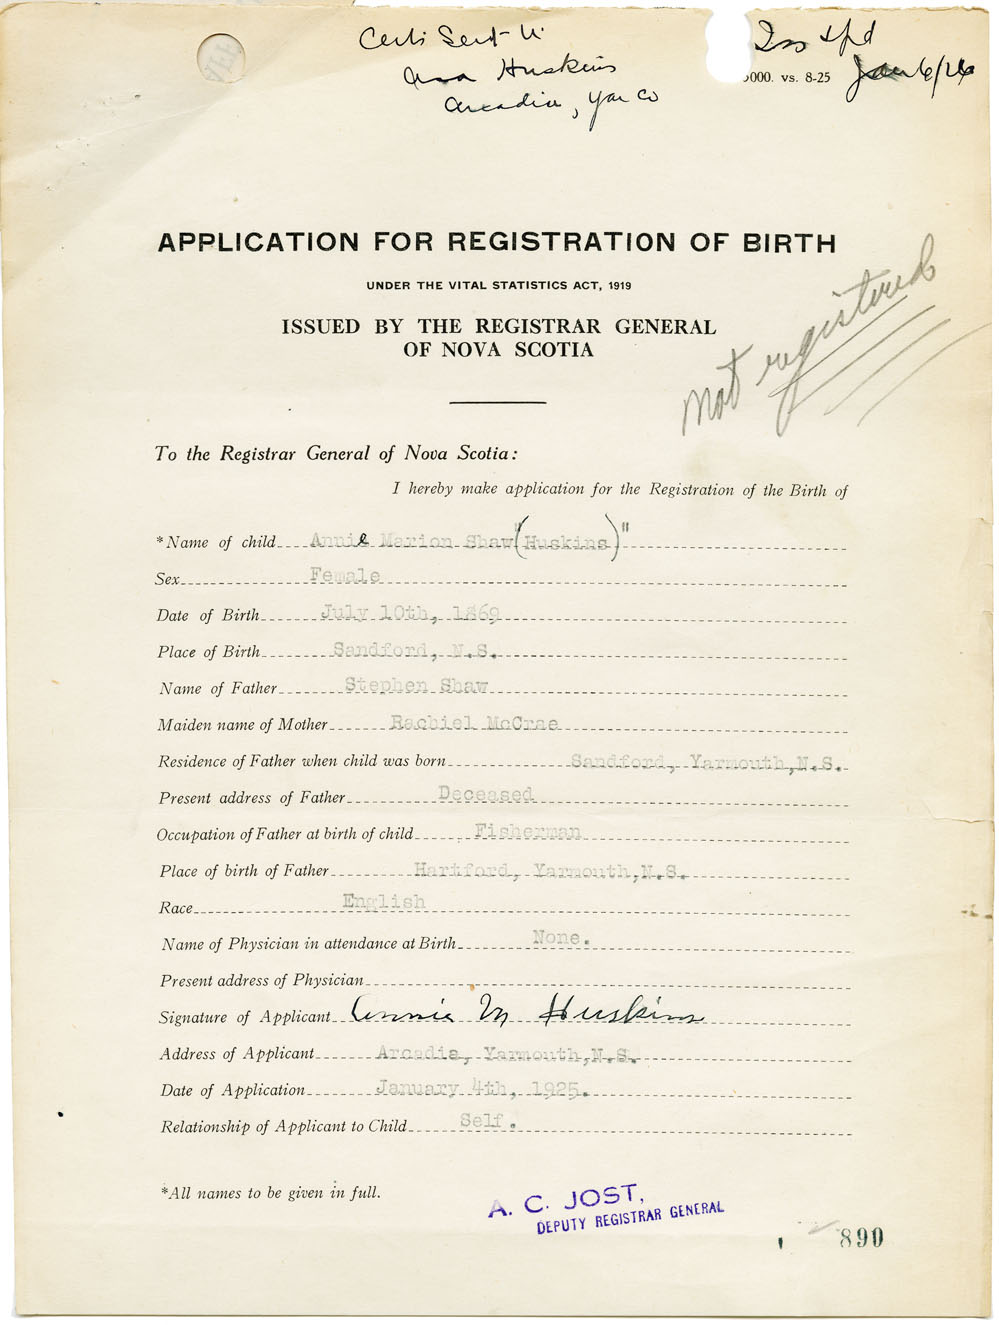 Certi Sent to
Huskins
Arcadia, Yar Co
000. vs. 8-25
Jan 6/26
APPLICATION FOR REGISTRATION OF BIRTH
UNDER THE VITAL STATISTICS ACT, 1919
ISSUED BY THE REGISTRAR GENERAL
OF NOVA SCOTIA
Not registered
To the Registrar General of Nova Scotia:
I hereby make application for the Registration of the Birth of
*Name of child Annie Marion Shaw "(Huskins)"
Sex Female
Date of Birth July 10th, 1869
Place of Birth Sandford, N.S.
Name of Father Stephen Shaw
Maiden name of Mother Rachiel McCrae
Residence of Father when child was born Sandford, Yarmouth,N.S.
Present address of Father Deceased
Occupation of Father at birth of child Fisherman
Place of birth of Father Hartford, Yarmouth,N.S.
Race English
Name of Physician in attendance at Birth None.
Present address of Physician
Signature of Applicant Annie M Huskins
Address of Applicant Arcadia, Yarmouth,N.S.
Date of Application January 4th, 1925.
Relationship of Applicant to Child Self.
*All names to be given in full.
A. C. JOST,
DEPUTY REGISTRAR GENERAL
890